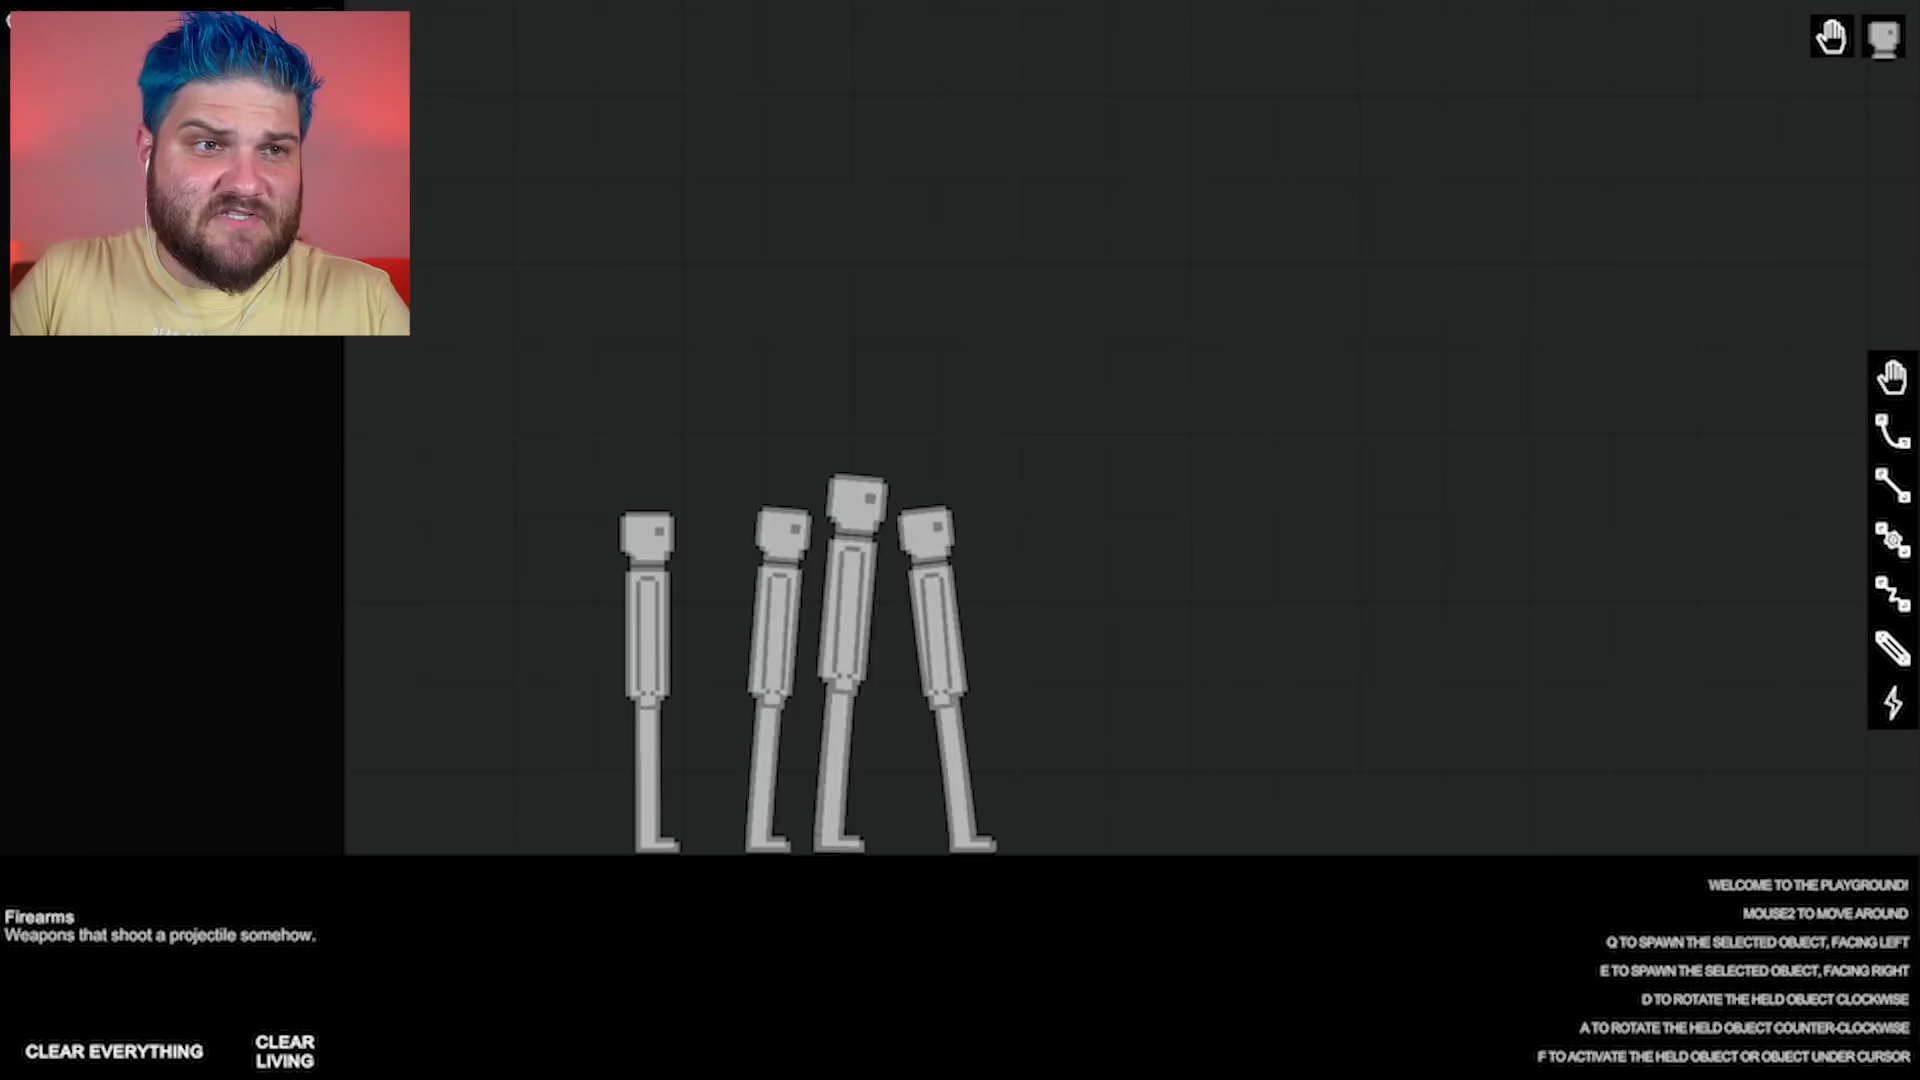 Firearms
Weapons that shoot a projectile somehow.
CLEAR EVERYTHING
CLEAR
LIVING
WELCOME TO THE PLAYGROUND!
MOUSE2 TO MOVE AROUND
Q TO SPAWN THE SELECTED OBJECT, FACING LEFT
E TO SPAWN THE SELECTED OBJECT, FACING RIGHT
D TO ROTATE THE HELD OBJECT CLOCKWISE
A TO ROTATE THE HELD OBJECT COUNTER-CLOCKWISE
F TO ACTIVATE THE HELD OBJECT OR OBJECT UNDER CURSOR